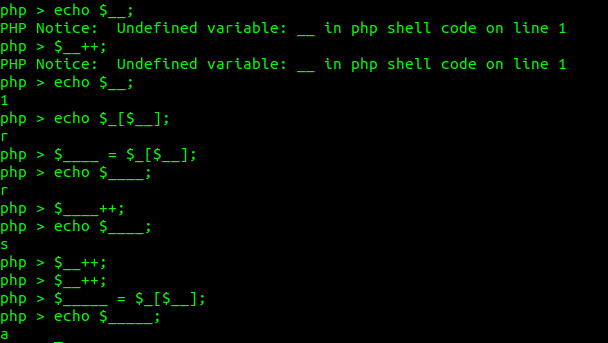 php > echo $__;
PHP Notice:  Undefined variable: __ in php shell code on line 1
php > $__++;
PHP Notice:  Undefined variable: __ in php shell code on line 1
php > echo $__;
1
php > echo $_[$__];
r
php > $____ = $_[$__];
php > echo $____;
r
php > $____++;
php > echo $____;
s
php > $__++;
php > $__++;
php > $_____ = $_[$__];
php > echo $_____;
a